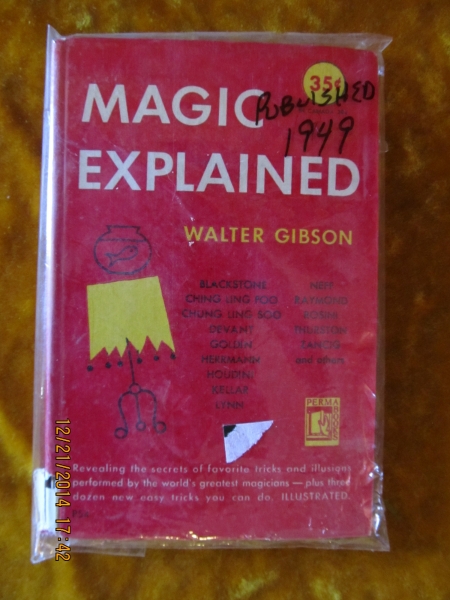 35¢
MAGIC
PUBLISHED
1949
EXPLAINED
WALTER GIBSON
BLACKSTONE
CHING LING FOO
CHUNG LING SOO
DEVANT
GOLDIN
HERRMANN
HOUDINI
KELLAR
LYNN
NEFF
RAYMOND
ROSINI
THURSTON
and others
PERMA
Revealing the secrets of favorite tricks and illusions
performed by the world's greatest magicians — plus three
dozen new easy tricks you can do. ILLUSTRATED.
12/21/2014 17:42